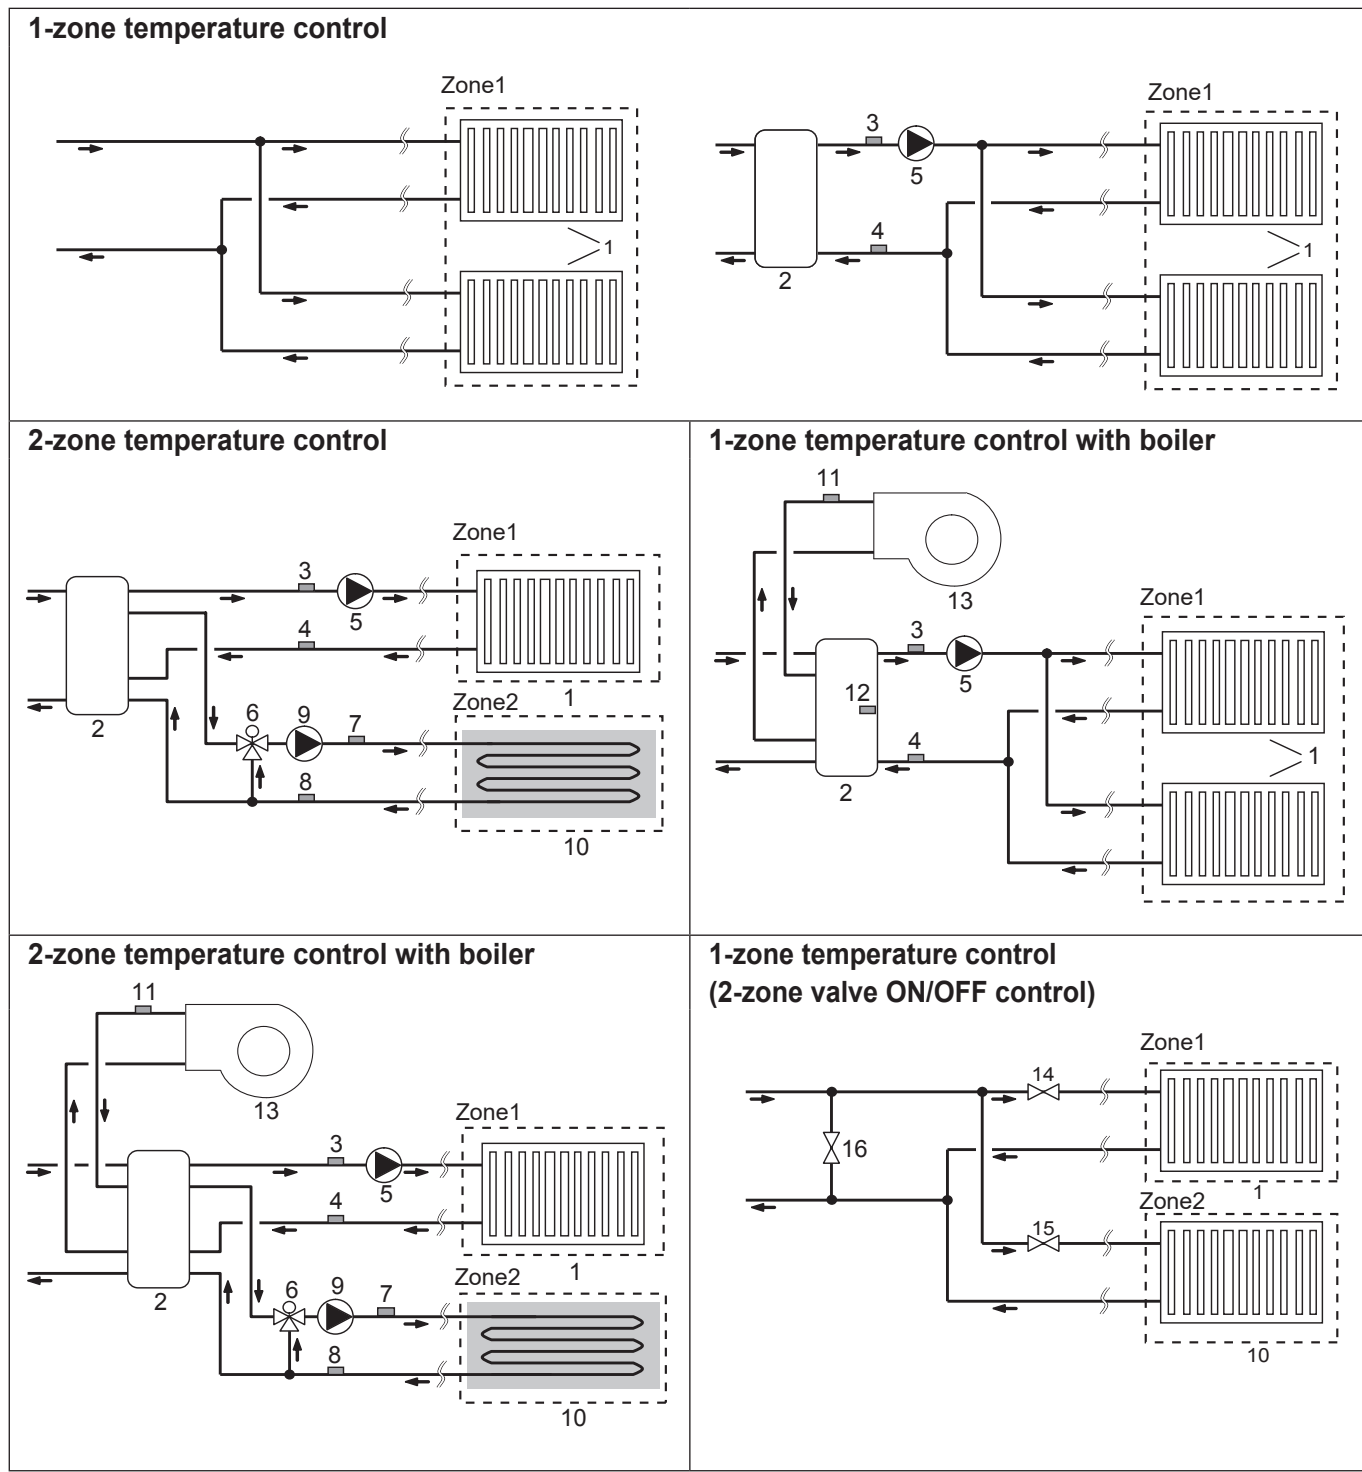 1-zone temperature control
Zone1
1
Zone1
3
5
4
2
1
2-zone temperature control
Zone1
3
5
4
1
2
Zone2
6
9
7
8
10
1-zone temperature control with boiler
11
13
Zone1
3
5
12
4
2
1
2-zone temperature control with boiler
11
13
Zone1
3
5
4
1
2
Zone2
6
9
7
8
10
1-zone temperature control
(2-zone valve ON/OFF control)
Zone1
14
16
1
Zone2
15
10